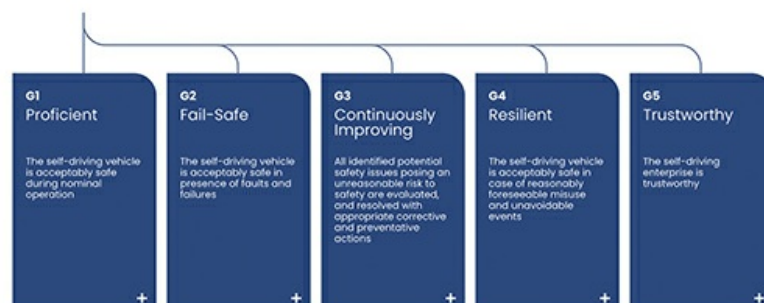 G1
Proficient
The self-driving vehicle
is acceptably safe
during nominal
operation
+
G2
Fail-Safe
The self-driving vehicle
is acceptably safe in
presence of faults and
failures
+
G3
Continuously
Improving
All identified potential
safety issues posing an
unreasonable risk to
safety are evaluated,
and resolved with
appropriate corrective
and preventative
actions
+
G4
Resilient
The self-driving vehicle
is acceptably safe in
case of reasonably
foreseeable misuse
and unavoidable
events
+
G5
Trustworthy
The self-driving
enterprise is
trustworthy
+